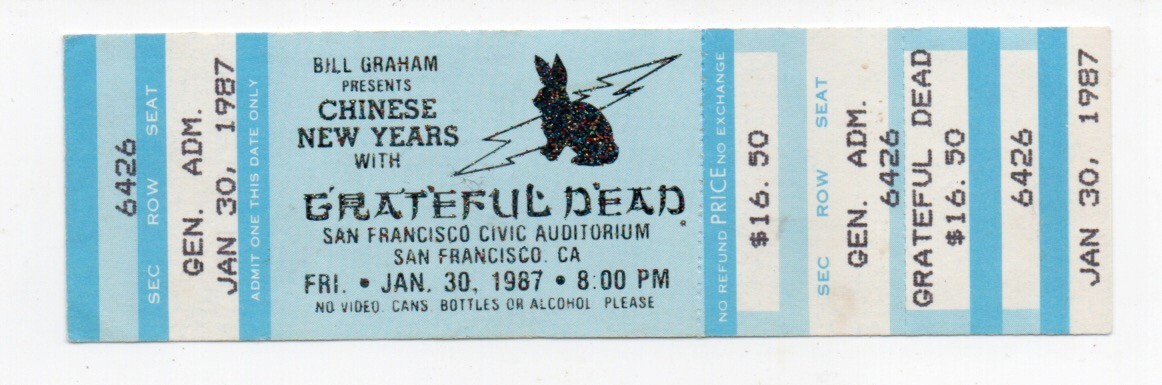 6426
SEC ROW SEAT
GEN. ADM.
JAN 30, 1987
ADMIT ONE THIS DATE ONLY
BILL GRAHAM
PRESENTS
CHINESE
NEW YEARS
WITH
GRATEFUL DEAD
SAN FRANCISCO CIVIC AUDITORIUM
SAN FRANCISCO, CA
FRI. • JAN. 30, 1987 • 8:00 PM
NO VIDEO, CANS, BOTTLES OR ALCOHOL PLEASE
NO REFUND PRICE NO EXCHANGE
$16.50
SEC ROW SEAT
GEN. ADM.
6426
GRATEFUL DEAD
$16.50
6426
JAN 30, 1987